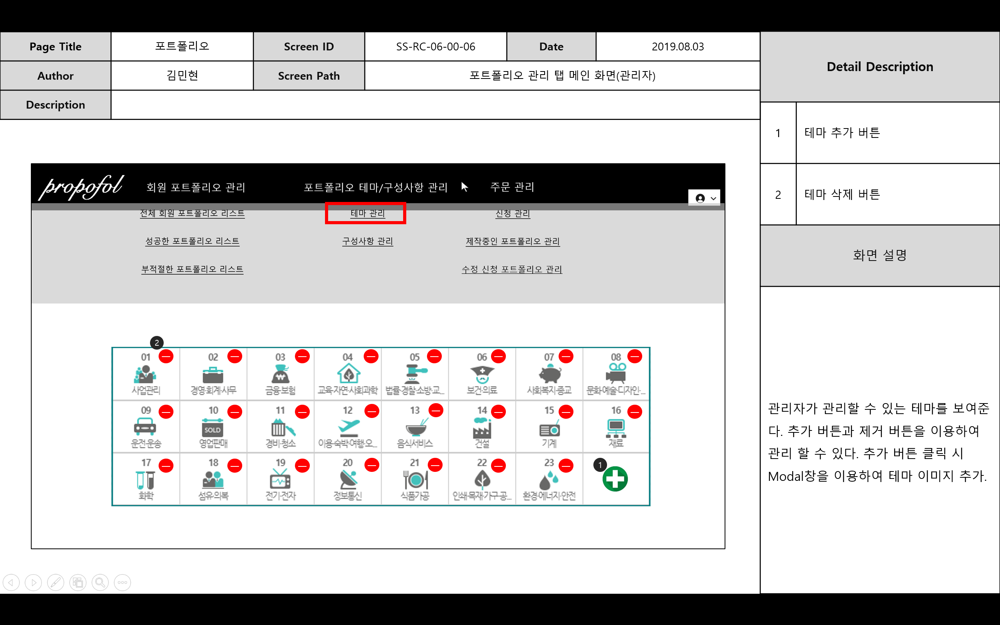 Page Title 포트폴리오 Screen ID SS-RC-06-00-06 Date 2019.08.03
Author 김민현 Screen Path 포트폴리오 관리 탭 메인 화면(관리자)
Description
Detail Description
1 테마 추가 버튼
2 테마 삭제 버튼
화면 설명
관리자가 관리할 수 있는 테마를 보여준
다. 추가 버튼과 제거 버튼을 이용하여
관리 할 수 있다. 추가 버튼 클릭 시
Modal창을 이용하여 테마 이미지 추가.
propofol 회원 포트폴리오 관리 포트폴리오 테마/구성사항 관리 주문 관리
전체 회원 포트폴리오 리스트 테마 관리 신청 관리
성공한 포트폴리오 리스트 구성사항 관리 제작중인 포트폴리오 관리
부적절한 포트폴리오 리스트 수정 신청 포트폴리오 관리
2
01 02 03 04 05 06 07 08
사업관리 경영·회계·사무 금융·보험 교육·자연·사회과학 법률·경찰·소방·교... 보건·의료 사회복지·종교 문화·예술·디자인·...
09 10 11 12 13 14 15 16
SOLD
운전·운송 영업판매 경비·청소 이용·숙박·여행·오... 음식서비스 건설 기계 재료
17 18 19 20 21 22 23 1
화학 섬유·의복 전기·전자 정보통신 식품가공 인쇄·목재·가구·공... 환경·에너지·안전